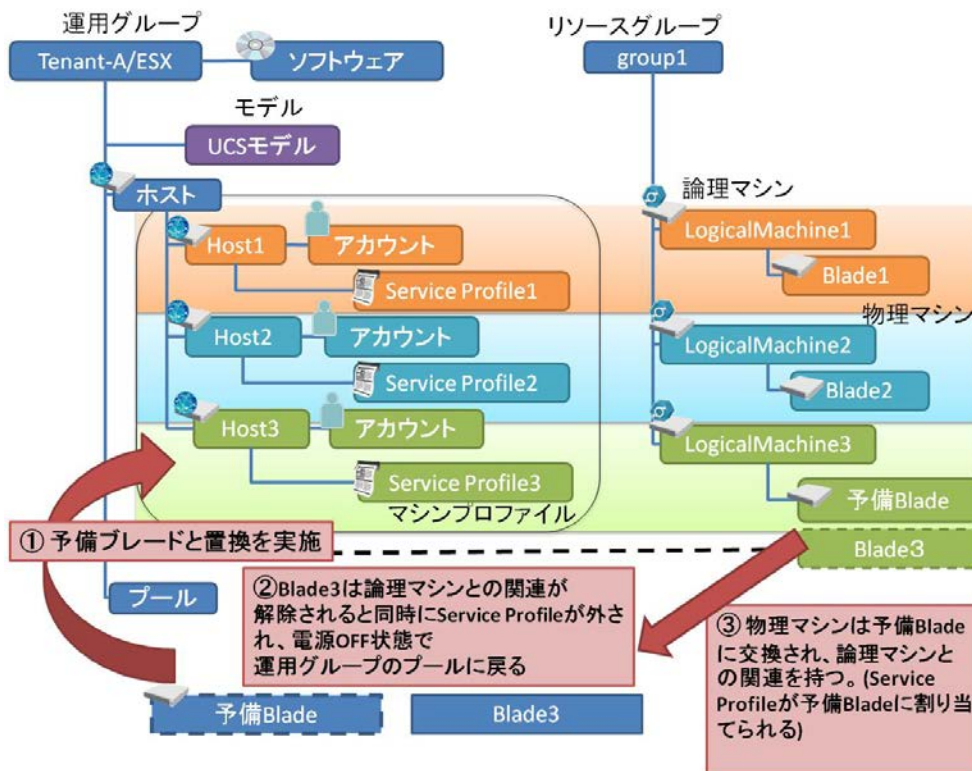 運用グループ
リソースグループ
Tenant-A/ESX
ソフトウェア
group1
モデル
UCSモデル
ホスト
論理マシン
Host1
アカウント
LogicalMachine1
Service Profile1
Blade1
物理マシン
Host2
アカウント
LogicalMachine2
Service Profile2
Blade2
Host3
アカウント
LogicalMachine3
Service Profile3
予備Blade
マシンプロファイル
① 予備ブレードと置換を実施
Blade3
プール
②Blade3は論理マシンとの関連が
解除されると同時にService Profileが外さ
れ、電源OFF状態で
運用グループのプールに戻る
③ 物理マシンは予備Blade
に交換され、論理マシンと
の関連を持つ。(Service
Profileが予備Bladeに割り当
てられる)
予備Blade
Blade3